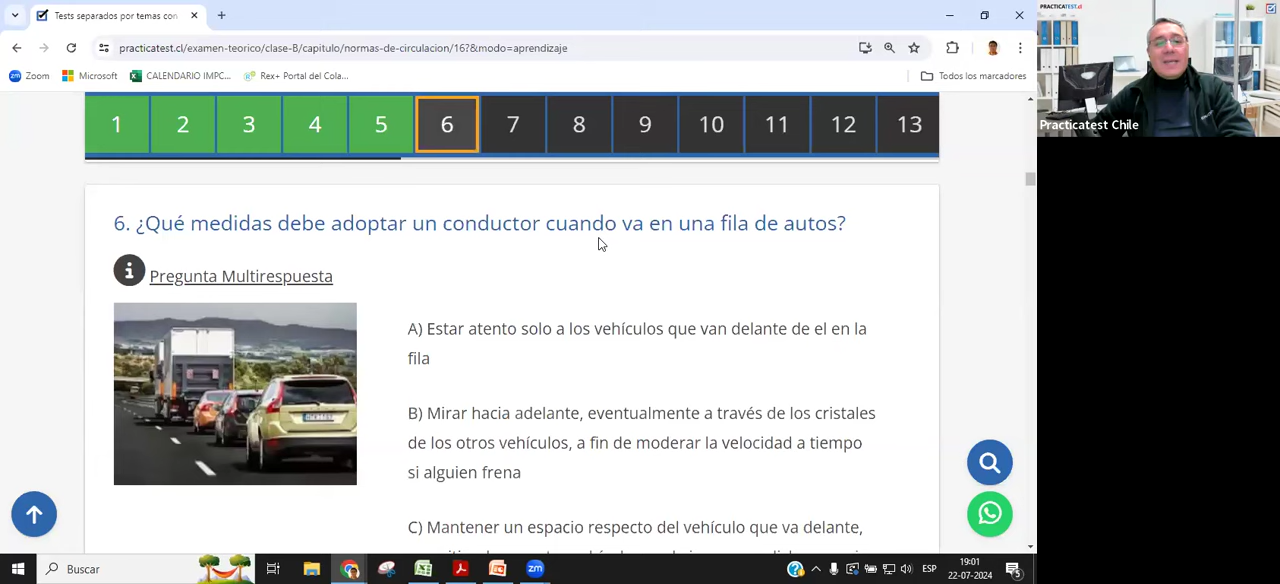 Tests separados por temas con
practicatest.cl/examen-teorico/clase-B/capitulo/normas-de-circulacion/167&modo=aprendizaje
Zoom
Microsoft
CALENDARIO IMPC...
Rex+ Portal del Cola...
Todos los marcadores
PRACTICATEST.cl
Practicatest Chile
1 2 3 4 5 6 7 8 9 10 11 12 13
6. ¿Qué medidas debe adoptar un conductor cuando va en una fila de autos?
Pregunta Multirespuesta
A) Estar atento solo a los vehículos que van delante de el en la
fila
B) Mirar hacia adelante, eventualmente a través de los cristales
de los otros vehículos, a fin de moderar la velocidad a tiempo
si alguien frena
C) Mantener un espacio respecto del vehículo que va delante,
Buscar
ESP
19:01
22-07-2024